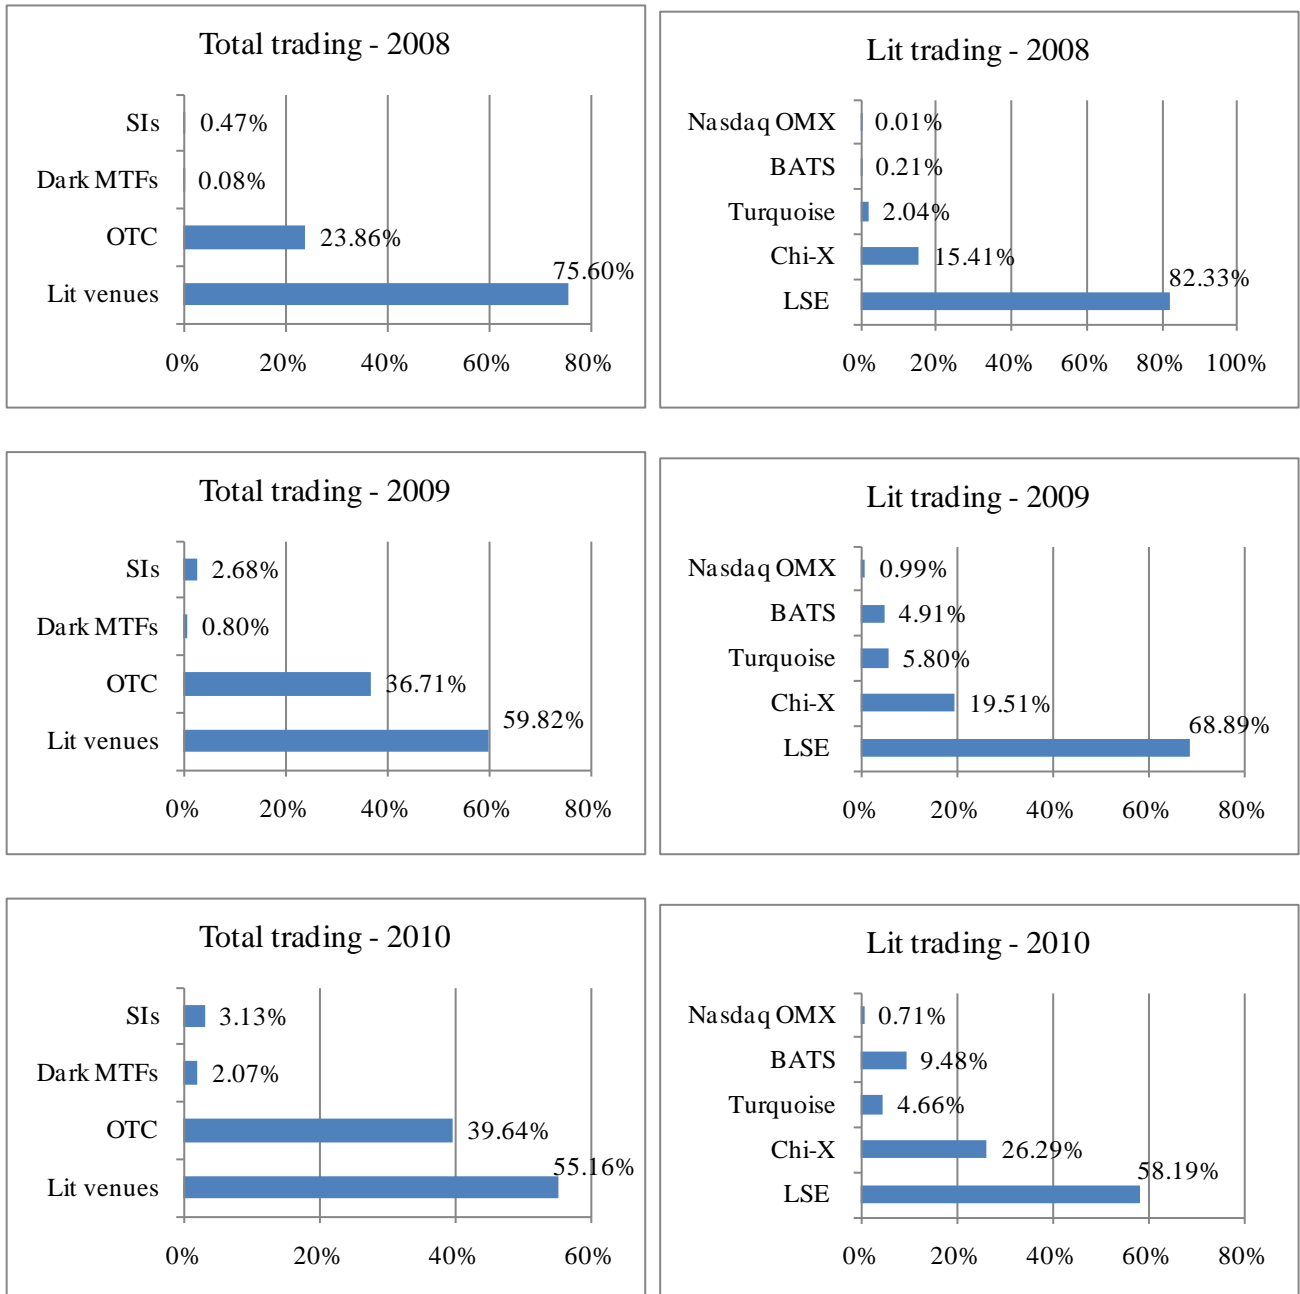 Total trading - 2008
SIs 0.47%
Dark MTFs 0.08%
OTC 23.86%
75.60%
Lit venues
0% 20% 40% 60% 80%
Lit trading - 2008
Nasdaq OMX 0.01%
BATS 0.21%
Turquoise 2.04%
Chi-X 15.41%
82.33%
LSE
0% 20% 40% 60% 80% 100%
Total trading - 2009
SIs 2.68%
Dark MTFs 0.80%
OTC 36.71%
59.82%
Lit venues
0% 20% 40% 60% 80%
Lit trading - 2009
Nasdaq OMX 0.99%
BATS 4.91%
Turquoise 5.80%
Chi-X 19.51%
68.89%
LSE
0% 20% 40% 60% 80%
Total trading - 2010
SIs 3.13%
Dark MTFs 2.07%
OTC 39.64%
55.16%
Lit venues
0% 20% 40% 60%
Lit trading - 2010
Nasdaq OMX 0.71%
BATS 9.48%
Turquoise 4.66%
Chi-X 26.29%
58.19%
LSE
0% 20% 40% 60% 80%